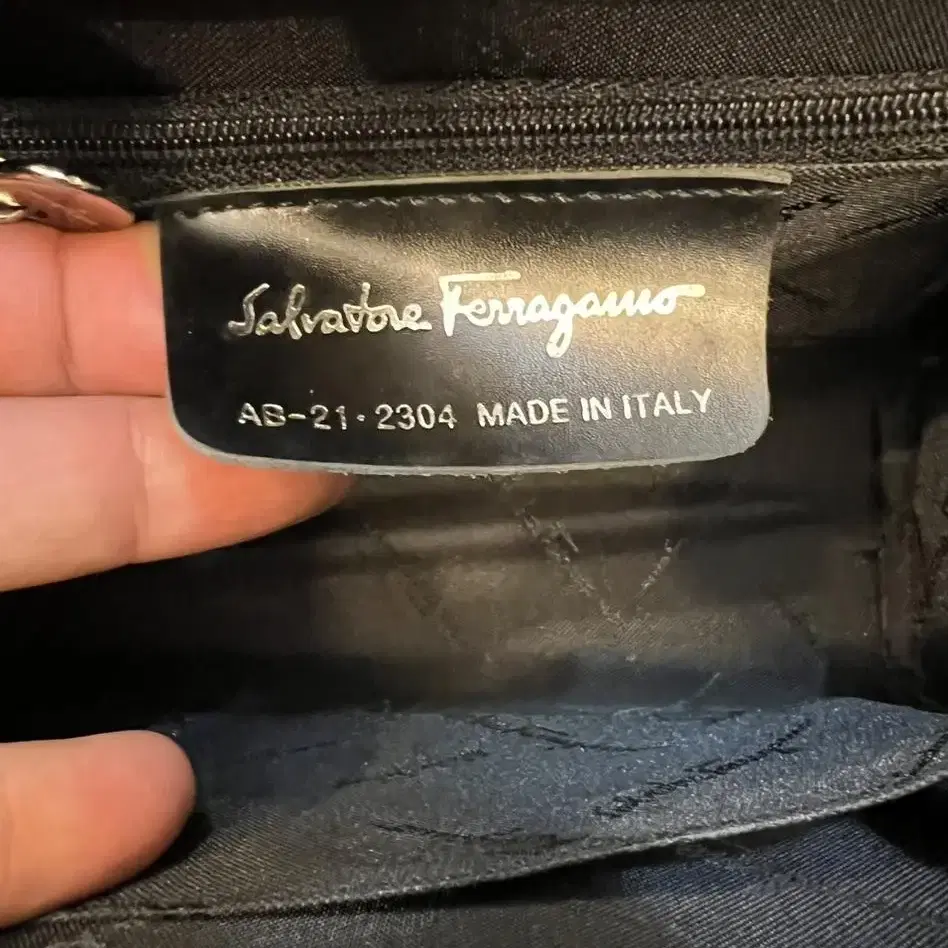 Salvatore Ferragamo
AB-21·2304 MADE IN ITALY